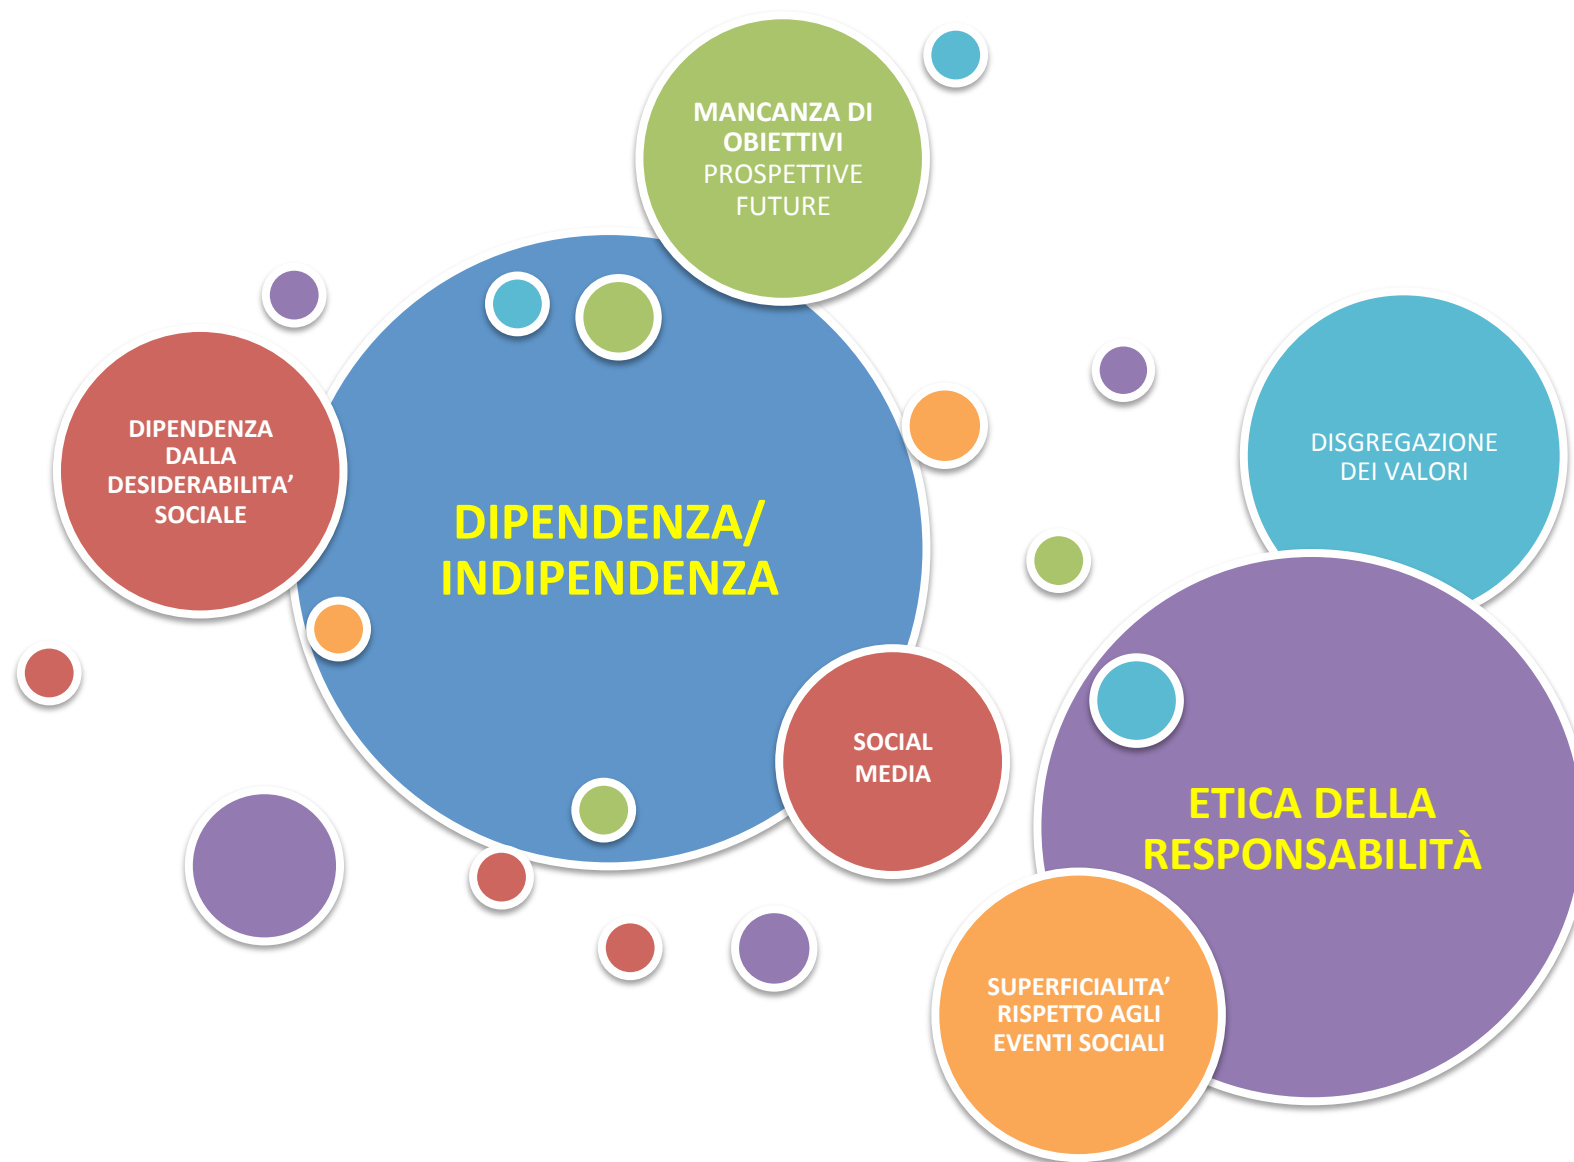 MANCANZA DI
OBIETTIVI
PROSPETTIVE
FUTURE
DIPENDENZA
DALLA
DESIDERABILITA’
SOCIALE
DIPENDENZA/
INDIPENDENZA
DISGREGAZIONE
DEI VALORI
SOCIAL
MEDIA
ETICA DELLA
RESPONSABILITÀ
SUPERFICIALITA’
RISPETTO AGLI
EVENTI SOCIALI